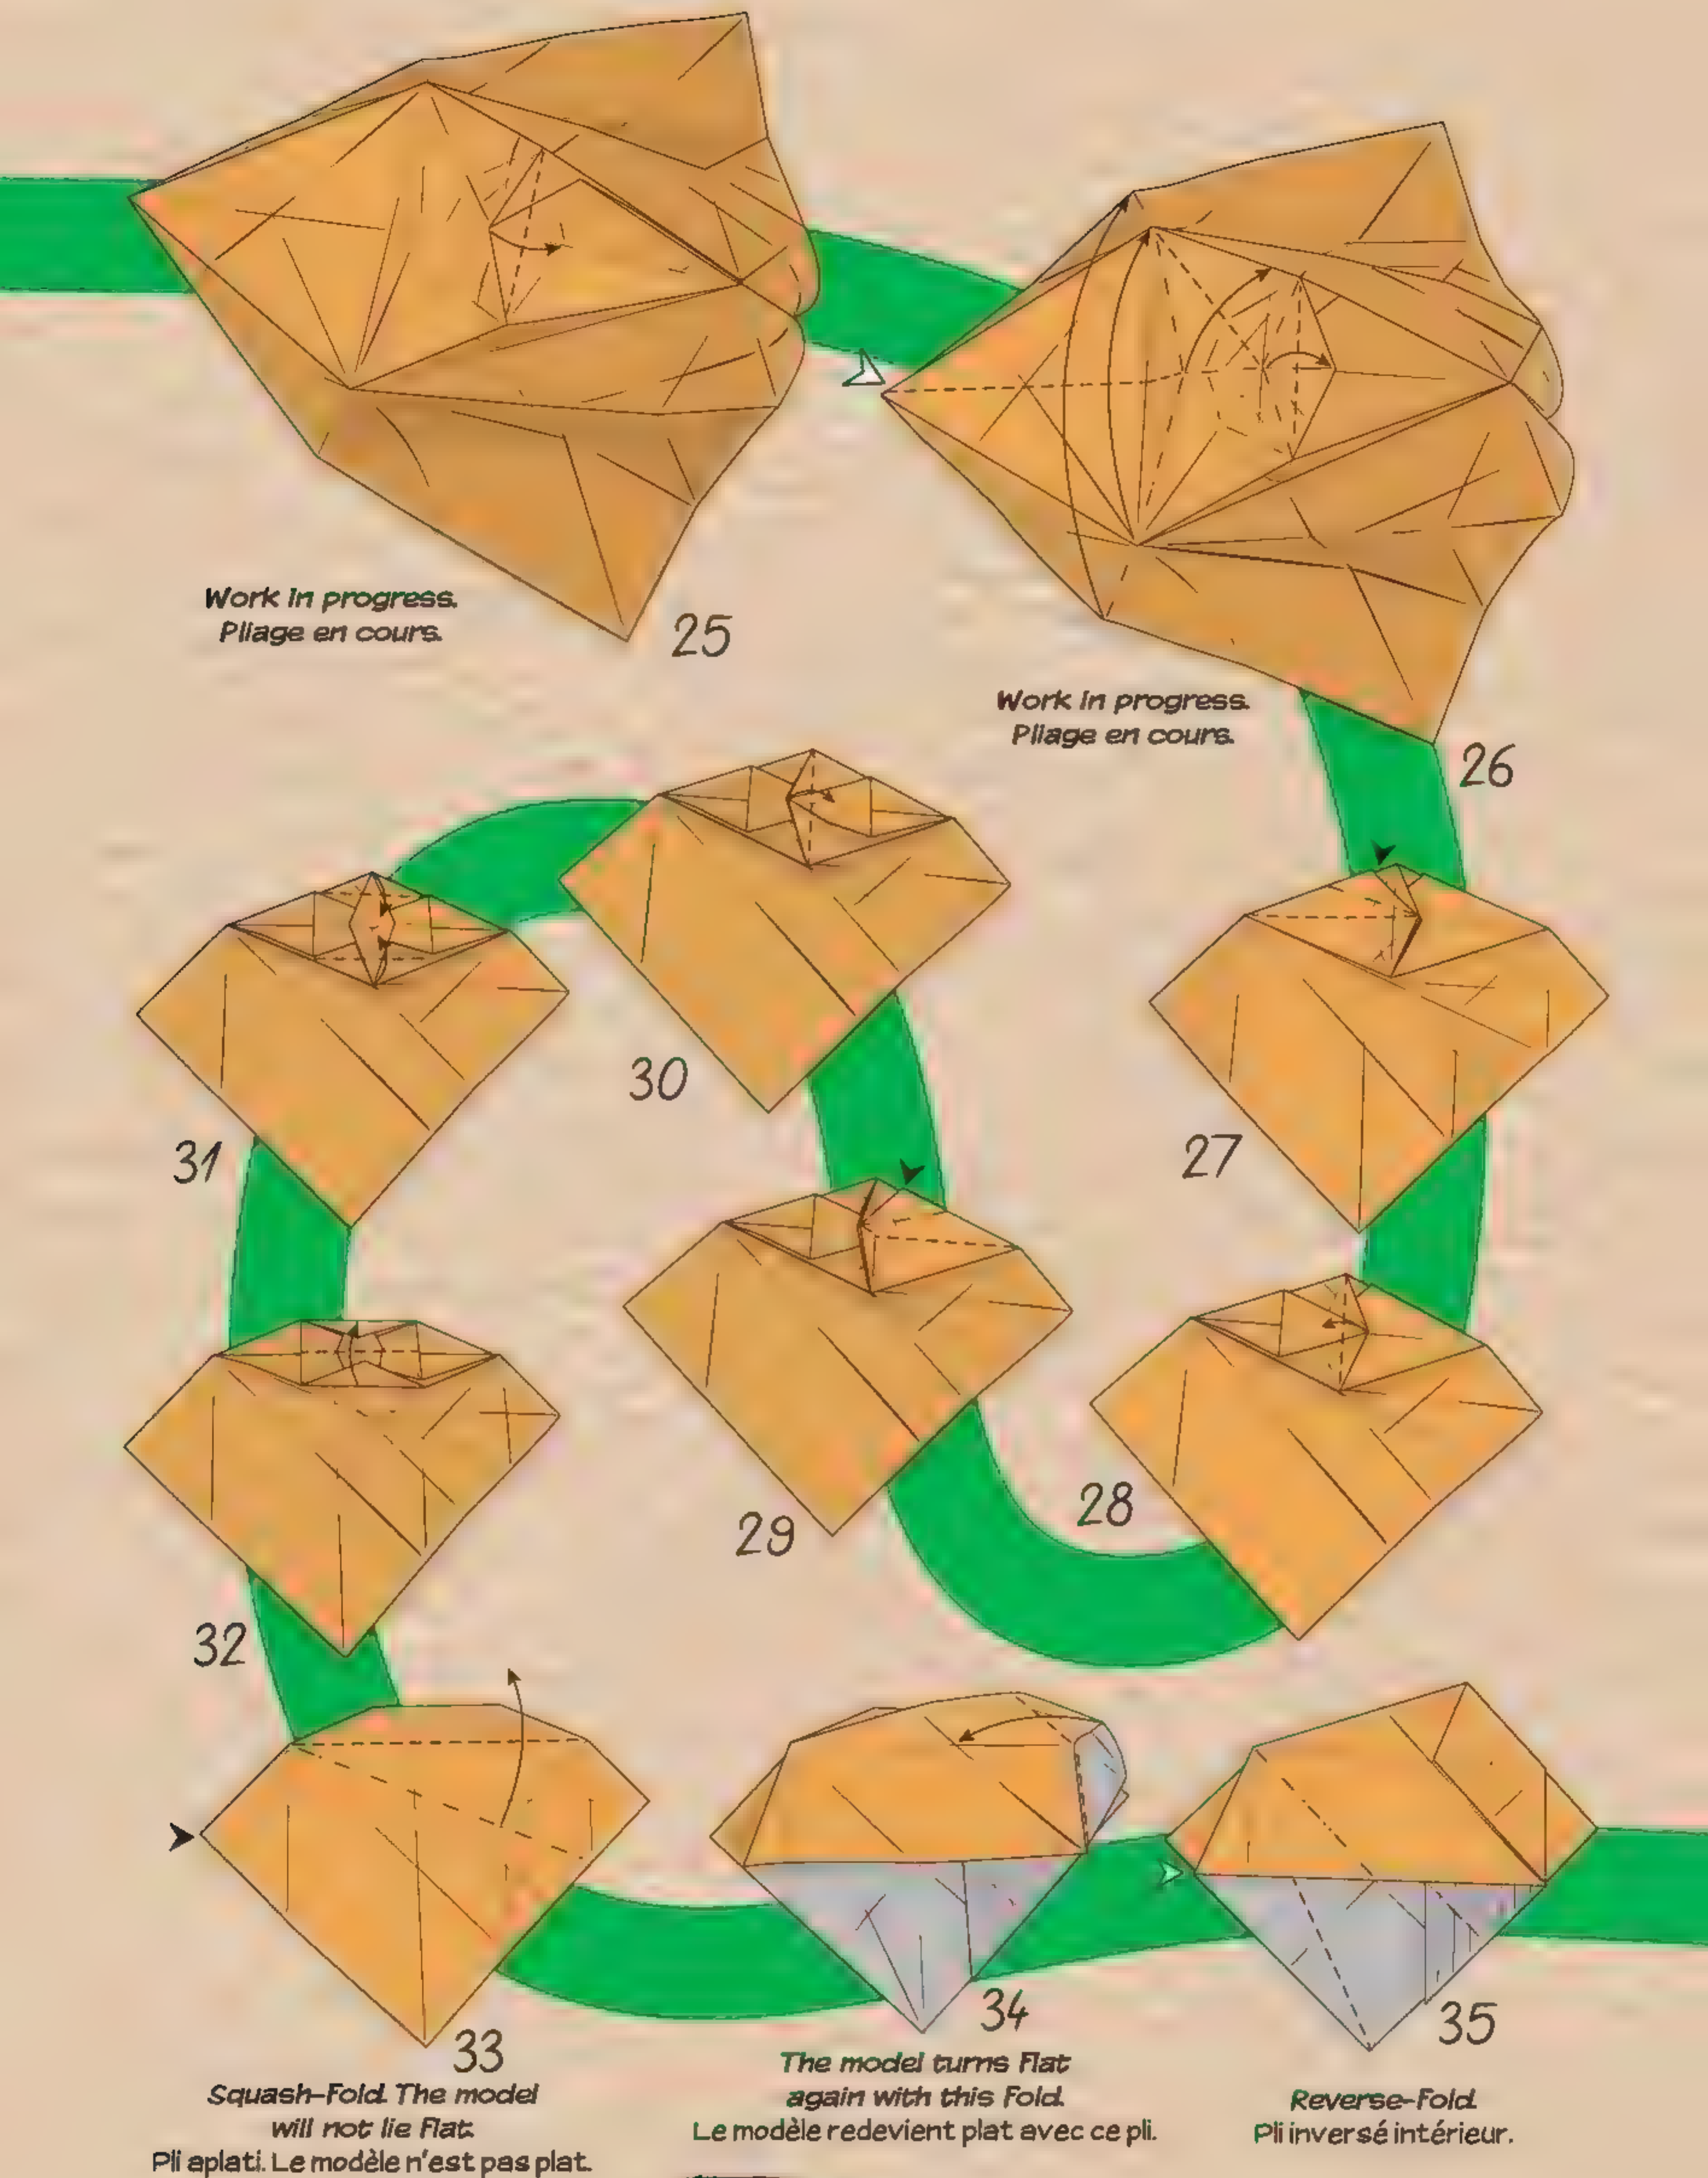 Work in progress.
Pliage en cours.
25
Work in progress.
Pliage en cours.
26
27
28
29
30
31
32
33
Squash-Fold. The model
will not lie flat.
Pli aplati. Le modèle n'est pas plat.
34
The model turns flat
again with this Fold.
Le modèle redevient plat avec ce pli.
35
Reverse-Fold.
Pli inversé intérieur.